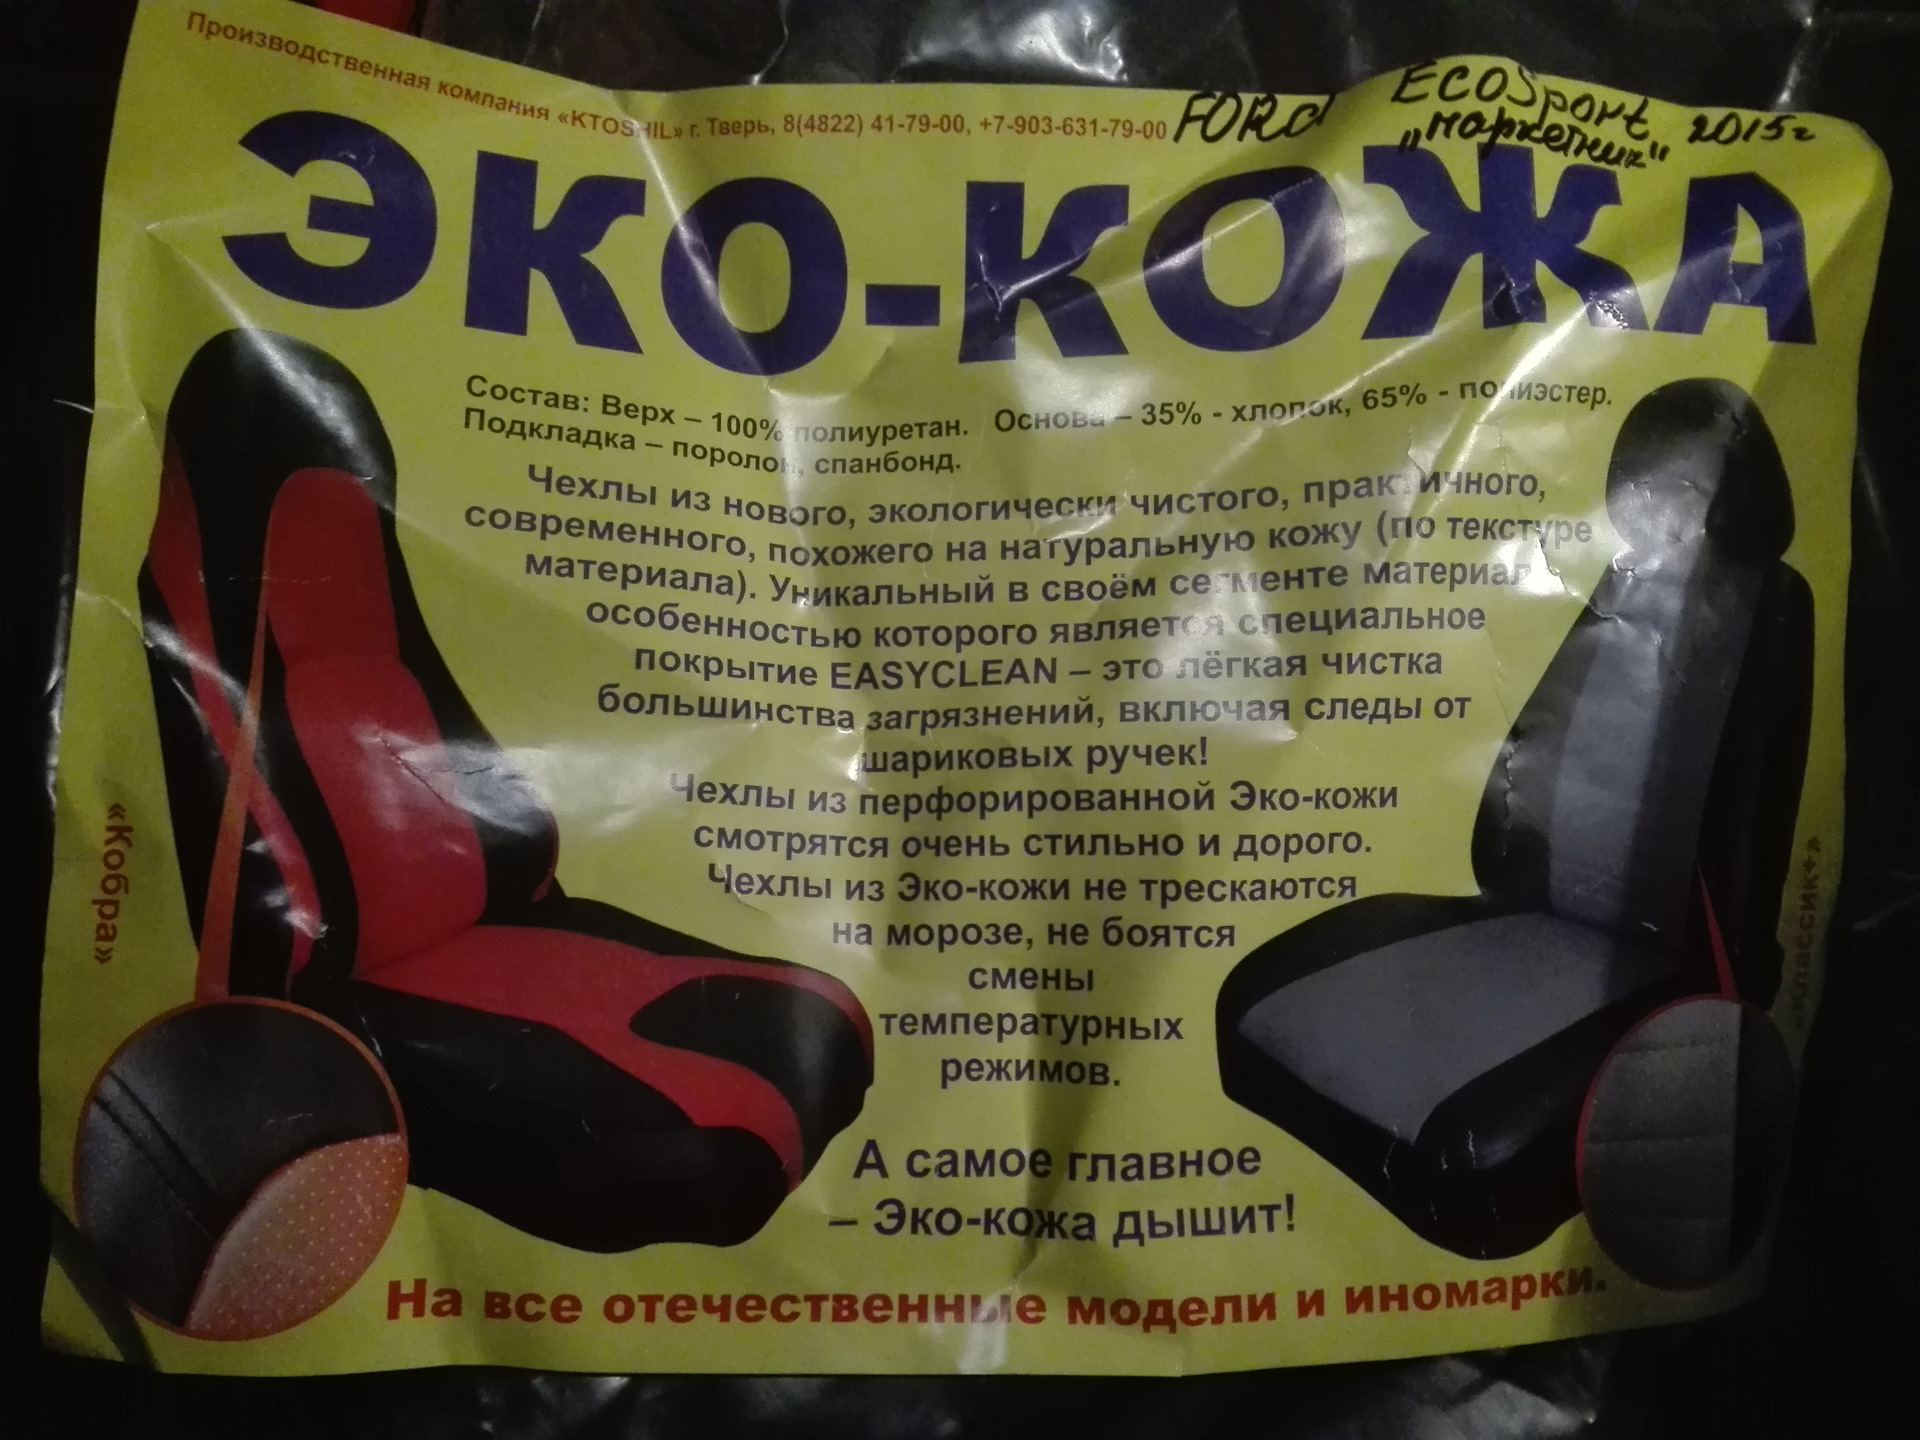 Производственная компания «KTOSHIL» г. Тверь, 8(4822) 41-79-00, +7-903-631-79-00
FORd EcoSport 2015г
"маркетник"
ЭКО-КОЖА
Состав: Верх – 100% полиуретан. Основа – 35% - хлопок, 65% - полиэстер.
Подкладка – поролон, спанбонд.
Чехлы из нового, экологически чистого, практичного,
современного, похожего на натуральную кожу (по текстуре
материала). Уникальный в своём сегменте материал
особенностью которого является специальное
покрытие EASYCLEAN – это лёгкая чистка
большинства загрязнений, включая следы от
шариковых ручек!
Чехлы из перфорированной Эко-кожи
смотрятся очень стильно и дорого.
Чехлы из Эко-кожи не трескаются
на морозе, не боятся
смены
температурных
режимов.
«Кобра»
«Классик+»
А самое главное
– Эко-кожа дышит!
На все отечественные модели и иномарки.